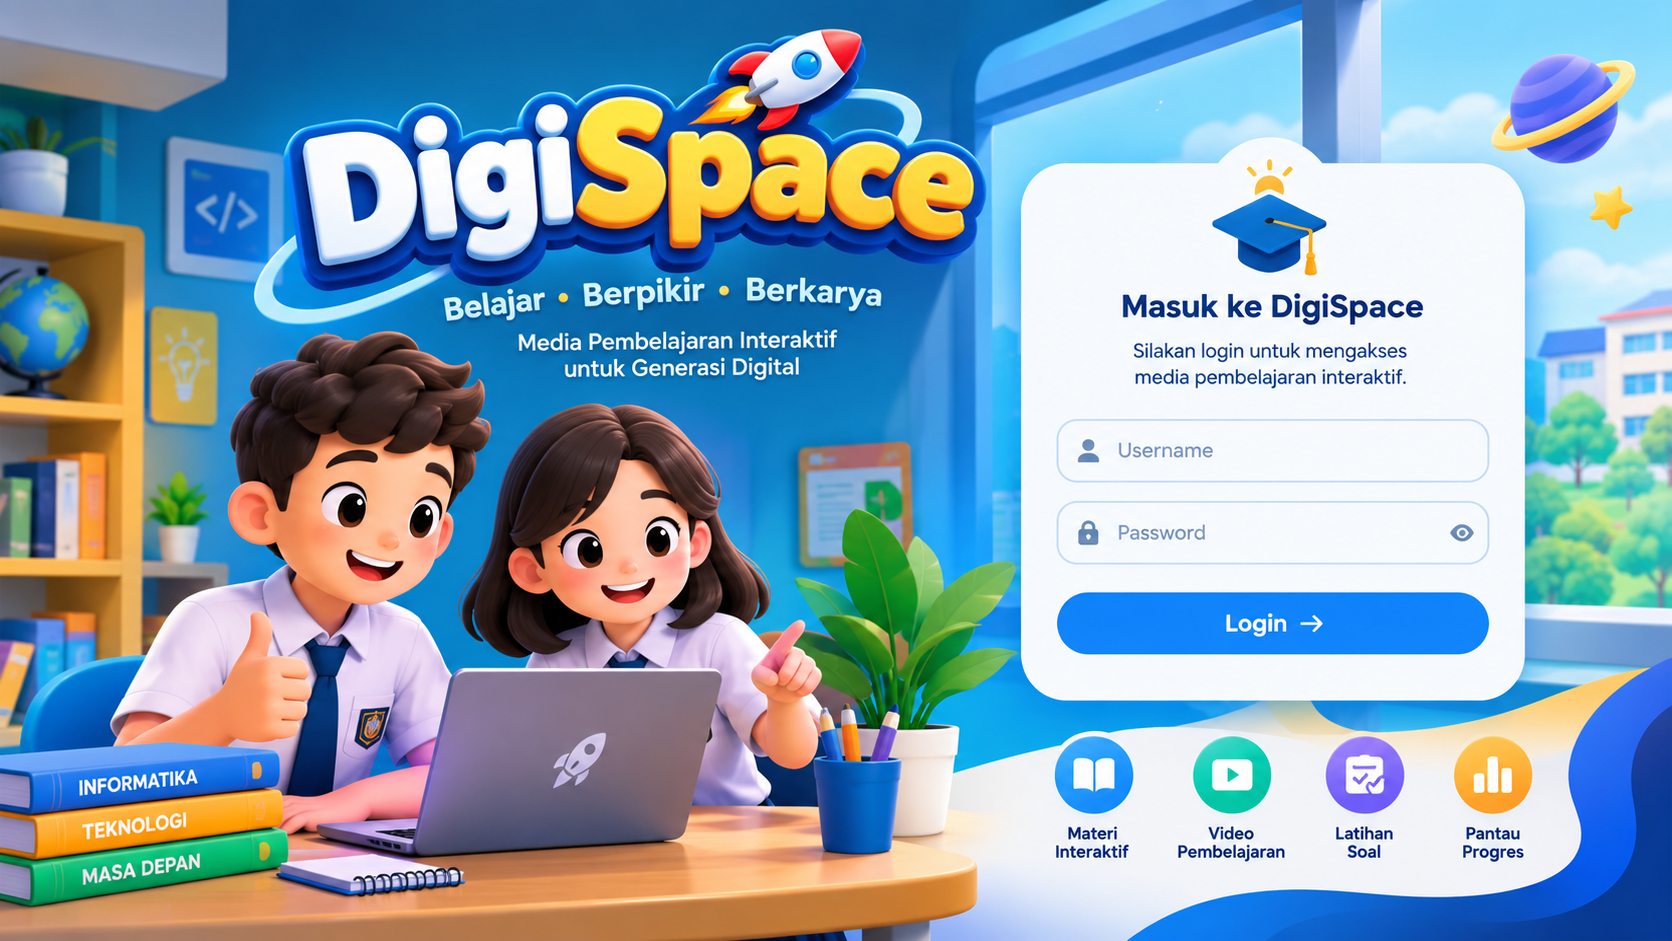 </>
DigiSpace
Belajar • Berpikir • Berkarya
Media Pembelajaran Interaktif
untuk Generasi Digital
INFORMATIKA
TEKNOLOGI
MASA DEPAN
Masuk ke DigiSpace
Silakan login untuk mengakses
media pembelajaran interaktif.
Username
Password
Login →
Materi
Interaktif
Video
Pembelajaran
Latihan
Soal
Pantau
Progres